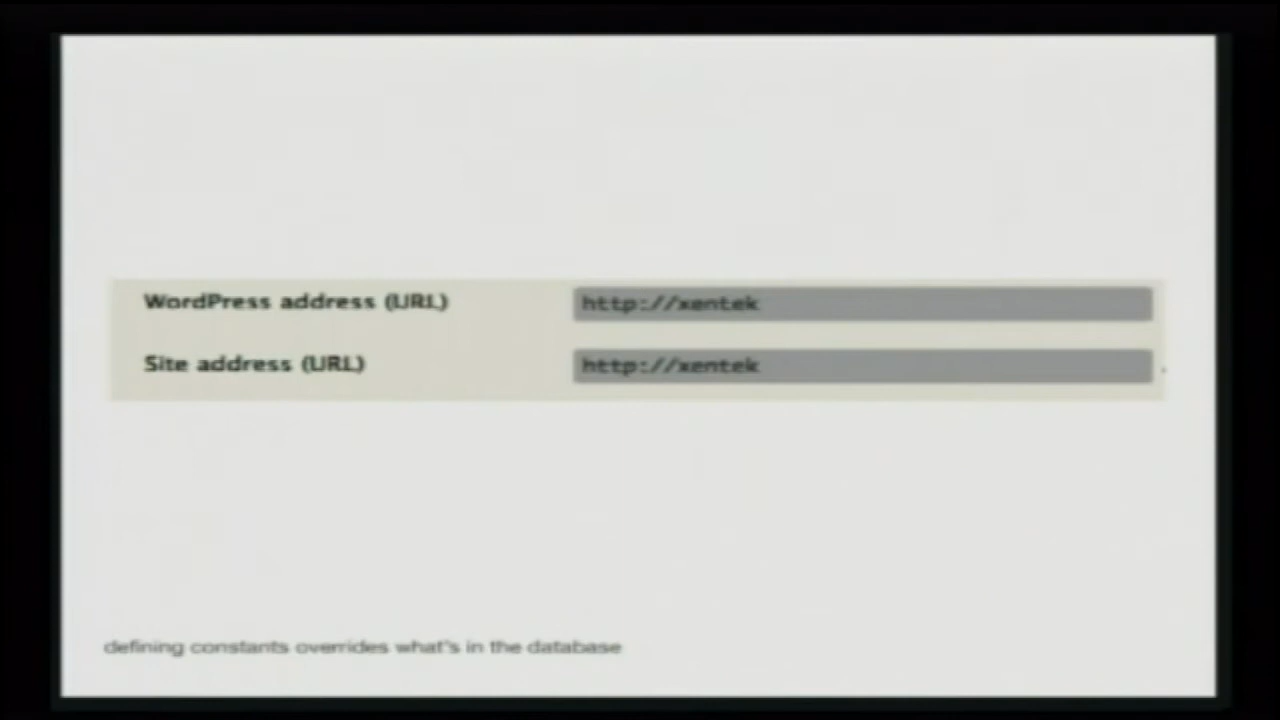 WordPress address (URL) http://xentek
Site address (URL) http://xentek
defining constants overrides what's in the database